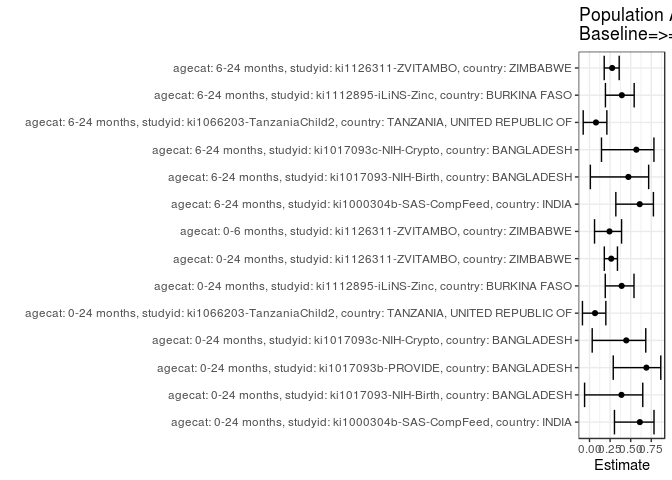 Population
Baseline=>=
agecat: 6-24 months, studyid: ki1126311-ZVITAMBO, country: ZIMBABWE
agecat: 6-24 months, studyid: ki1112895-iLiNS-Zinc, country: BURKINA FASO
agecat: 6-24 months, studyid: ki1066203-TanzaniaChild2, country: TANZANIA, UNITED REPUBLIC OF
agecat: 6-24 months, studyid: ki1017093c-NIH-Crypto, country: BANGLADESH
agecat: 6-24 months, studyid: ki1017093-NIH-Birth, country: BANGLADESH
agecat: 6-24 months, studyid: ki1000304b-SAS-CompFeed, country: INDIA
agecat: 0-6 months, studyid: ki1126311-ZVITAMBO, country: ZIMBABWE
agecat: 0-24 months, studyid: ki1126311-ZVITAMBO, country: ZIMBABWE
agecat: 0-24 months, studyid: ki1112895-iLiNS-Zinc, country: BURKINA FASO
agecat: 0-24 months, studyid: ki1066203-TanzaniaChild2, country: TANZANIA, UNITED REPUBLIC OF
agecat: 0-24 months, studyid: ki1017093c-NIH-Crypto, country: BANGLADESH
agecat: 0-24 months, studyid: ki1017093b-PROVIDE, country: BANGLADESH
agecat: 0-24 months, studyid: ki1017093-NIH-Birth, country: BANGLADESH
agecat: 0-24 months, studyid: ki1000304b-SAS-CompFeed, country: INDIA
0.00 0.25 0.50 0.75
Estimate